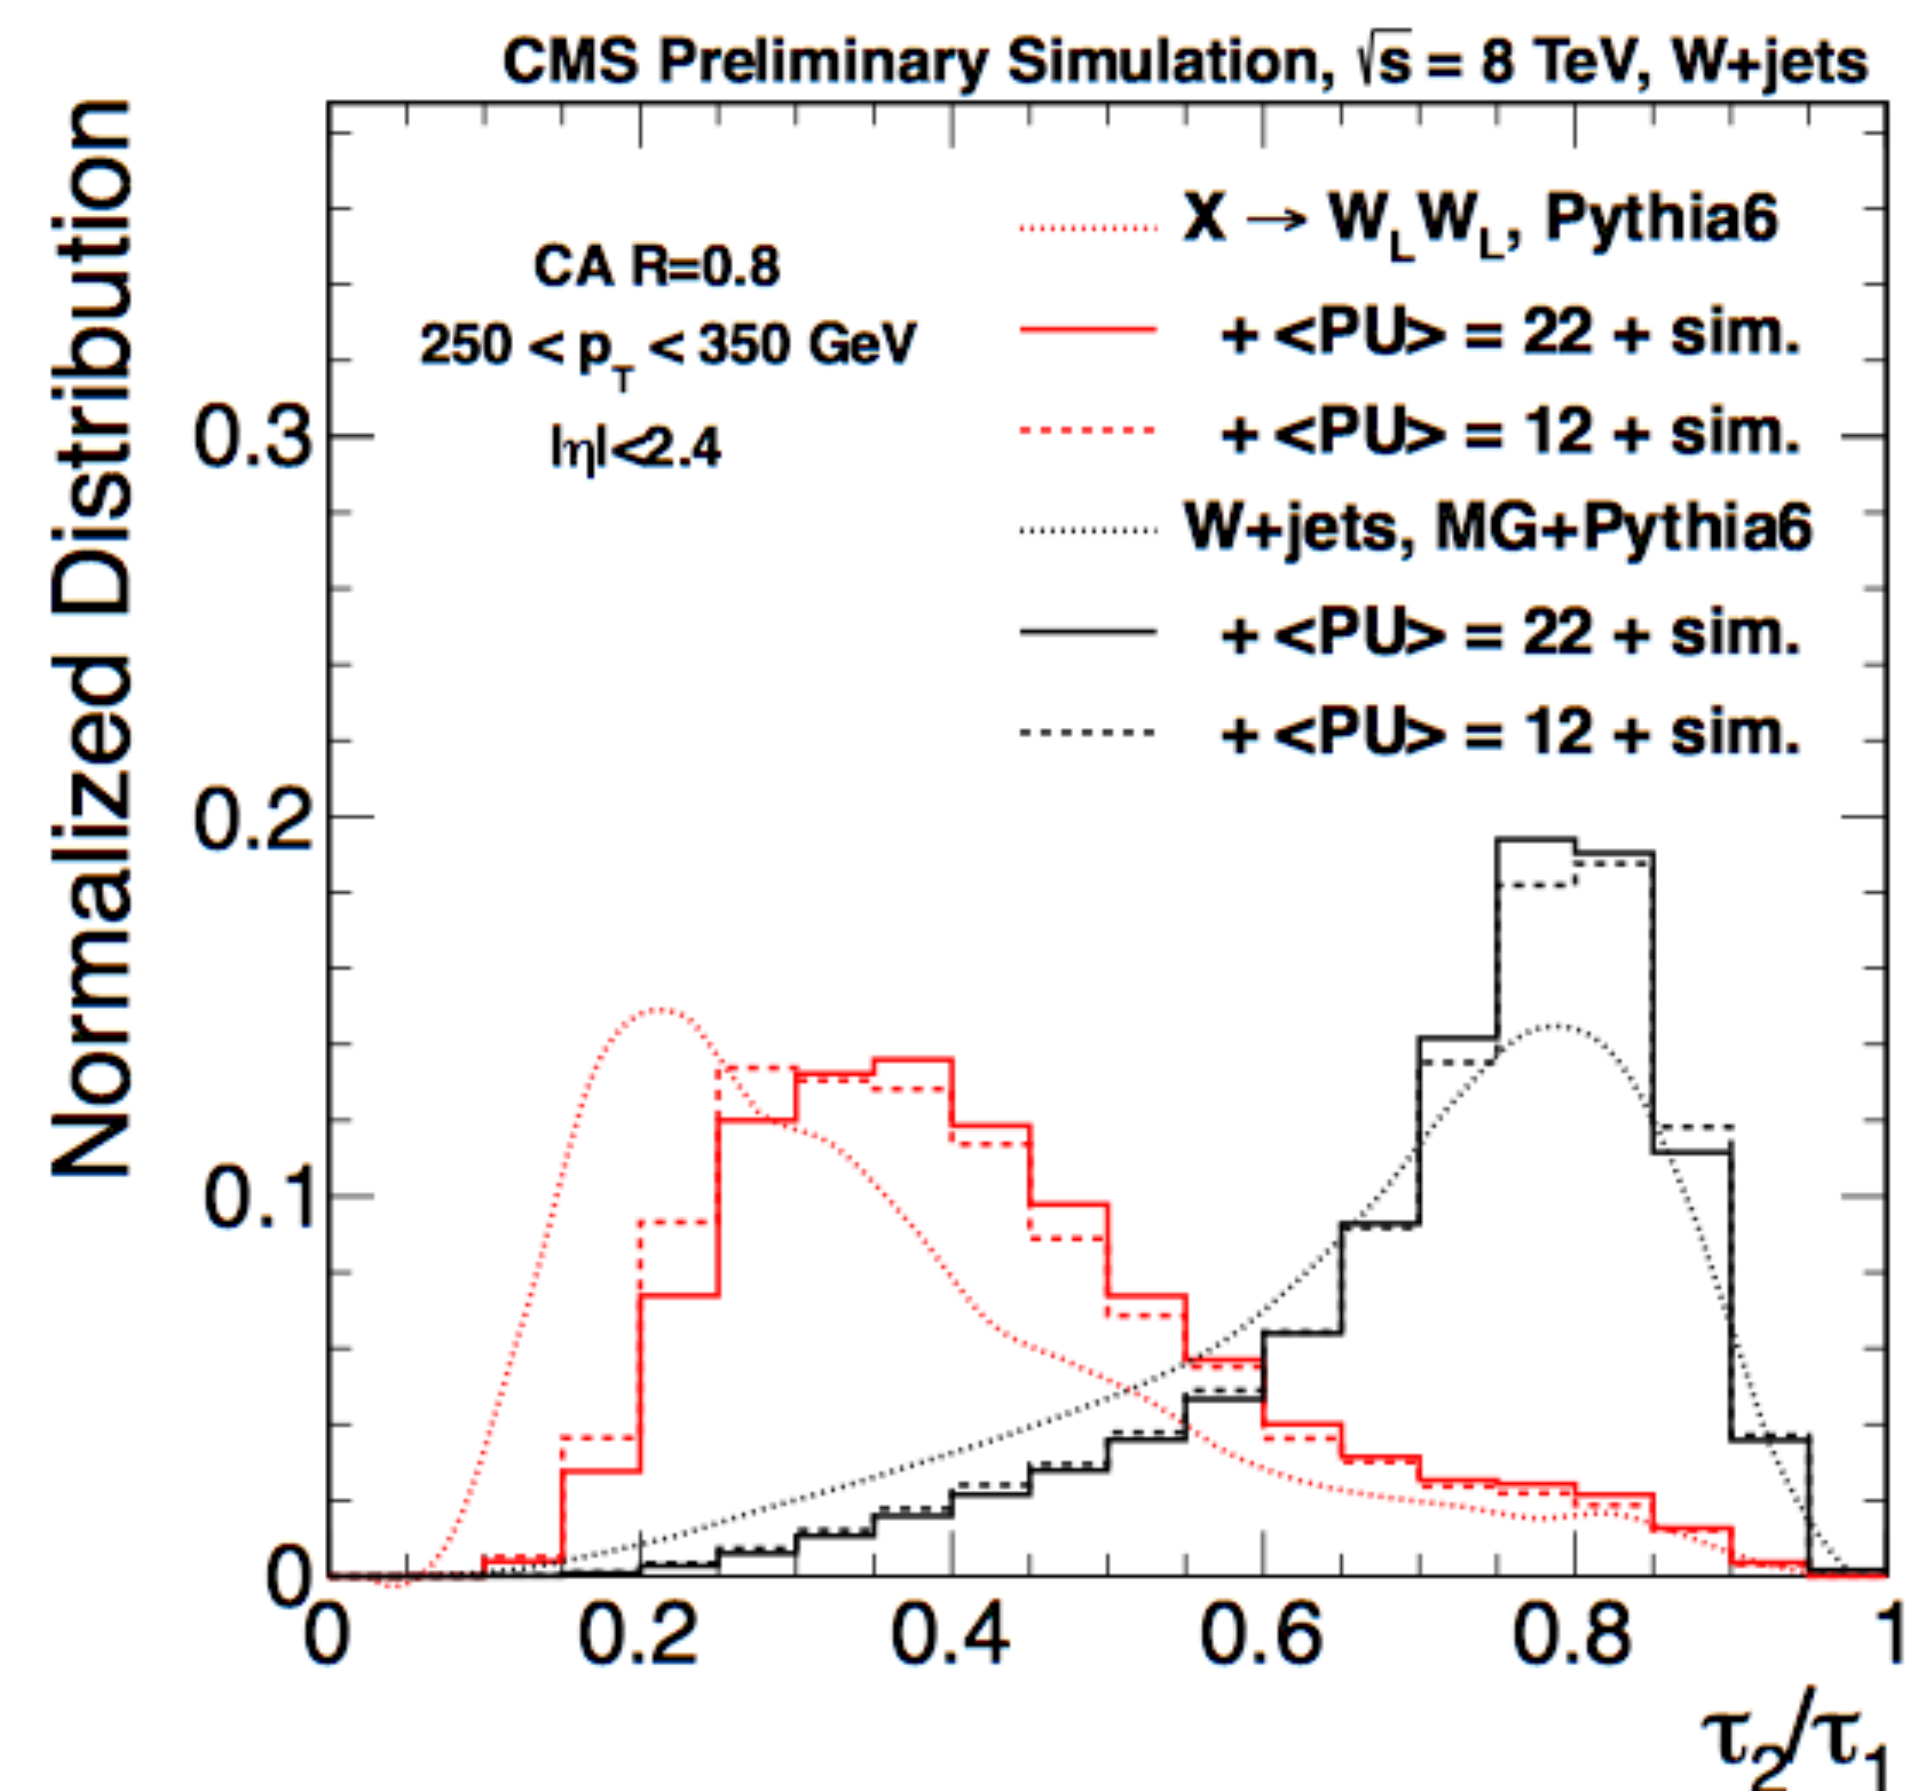 CMS Preliminary Simulation, √s = 8 TeV, W+jets
Normalized Distribution
CA R=0.8
250 < p_T < 350 GeV
|η|<2.4
X → W_L W_L, Pythia6
+ <PU> = 22 + sim.
+ <PU> = 12 + sim.
W+jets, MG+Pythia6
+ <PU> = 22 + sim.
+ <PU> = 12 + sim.
0.3
0.2
0.1
0
0 0.2 0.4 0.6 0.8 1
τ_2/τ_1